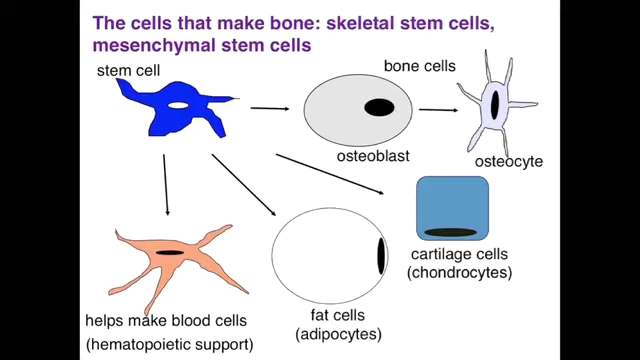 The cells that make bone: skeletal stem cells,
mesenchymal stem cells
stem cell
bone cells
osteoblast
osteocyte
cartilage cells
(chondrocytes)
helps make blood cells
(hematopoietic support)
fat cells
(adipocytes)